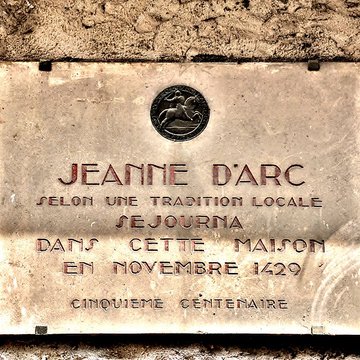 JEANNE D'ARC
SELON UNE TRADITION LOCALE
SEJOURNA
DANS CETTE MAISON
EN NOVEMBRE 1429
CINQUIEME CENTENAIRE